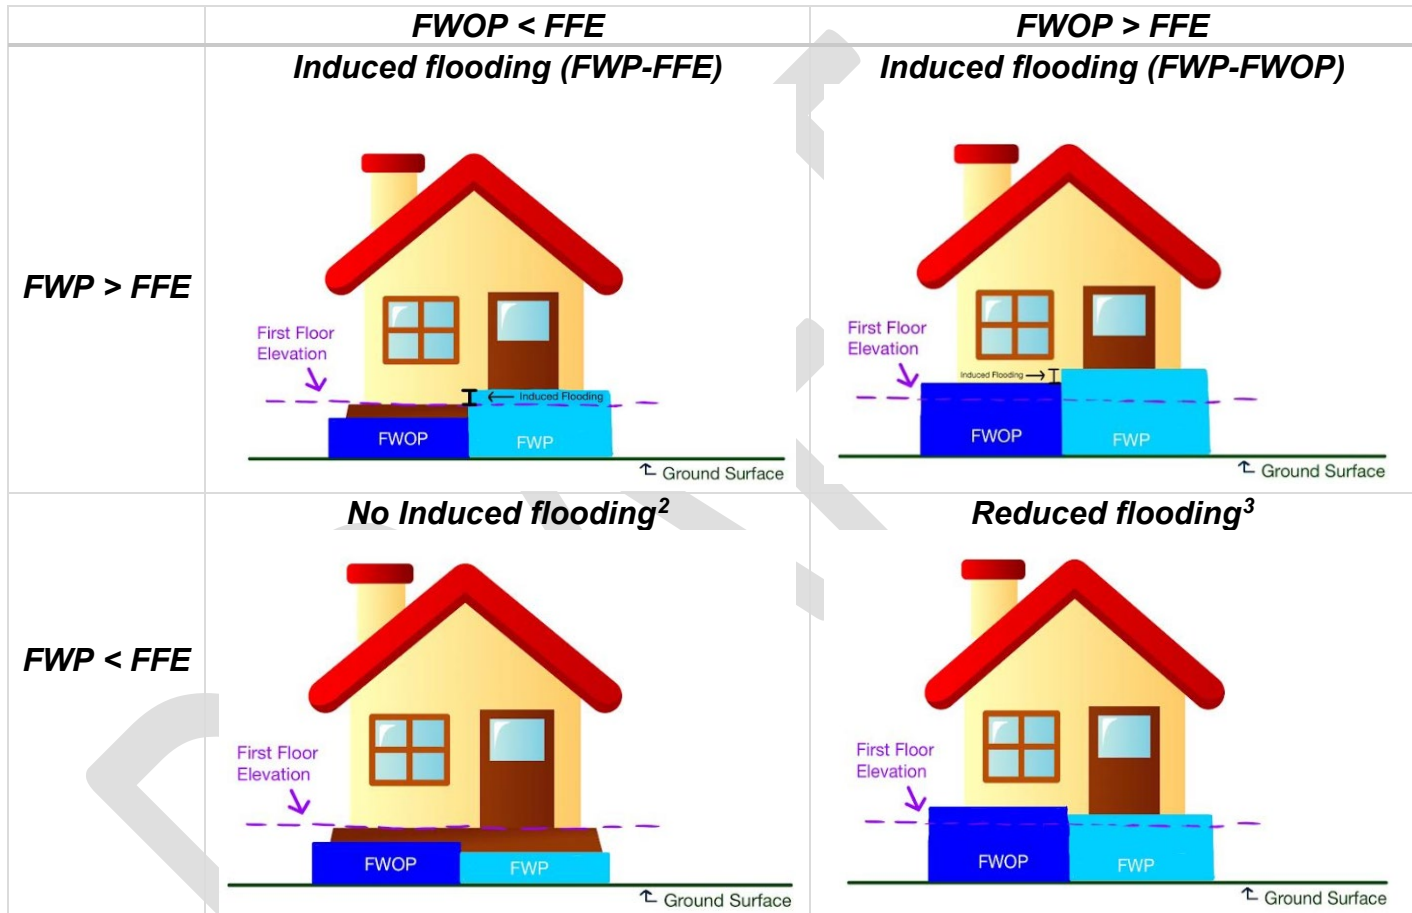 FWOP < FFE
FWOP > FFE
FWP > FFE
Induced flooding (FWP-FFE)
First Floor
Elevation
Induced Flooding
FWOP
FWP
Ground Surface
Induced flooding (FWP-FWOP)
First Floor
Elevation
Induced Flooding
FWOP
FWP
Ground Surface
FWP < FFE
No Induced flooding²
First Floor
Elevation
FWOP
FWP
Ground Surface
Reduced flooding³
First Floor
Elevation
FWOP
FWP
Ground Surface